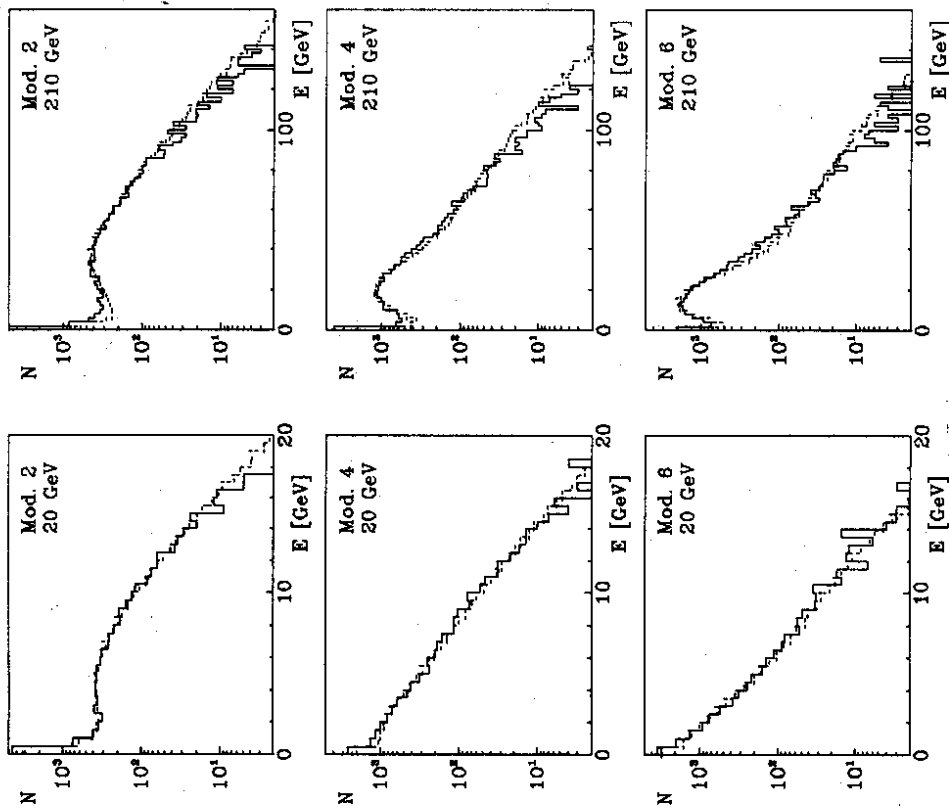 Mod. 2
20 GeV
N
10³
10²
10¹
0
10
20
E [GeV]
Mod. 2
210 GeV
N
10³
10²
10¹
0
100
E [GeV]
Mod. 4
20 GeV
N
10³
10²
10¹
0
10
20
E [GeV]
Mod. 4
210 GeV
N
10³
10²
10¹
0
100
E [GeV]
Mod. 6
20 GeV
N
10³
10²
10¹
0
10
20
E [GeV]
Mod. 6
210 GeV
N
10³
10²
10¹
0
100
E [GeV]